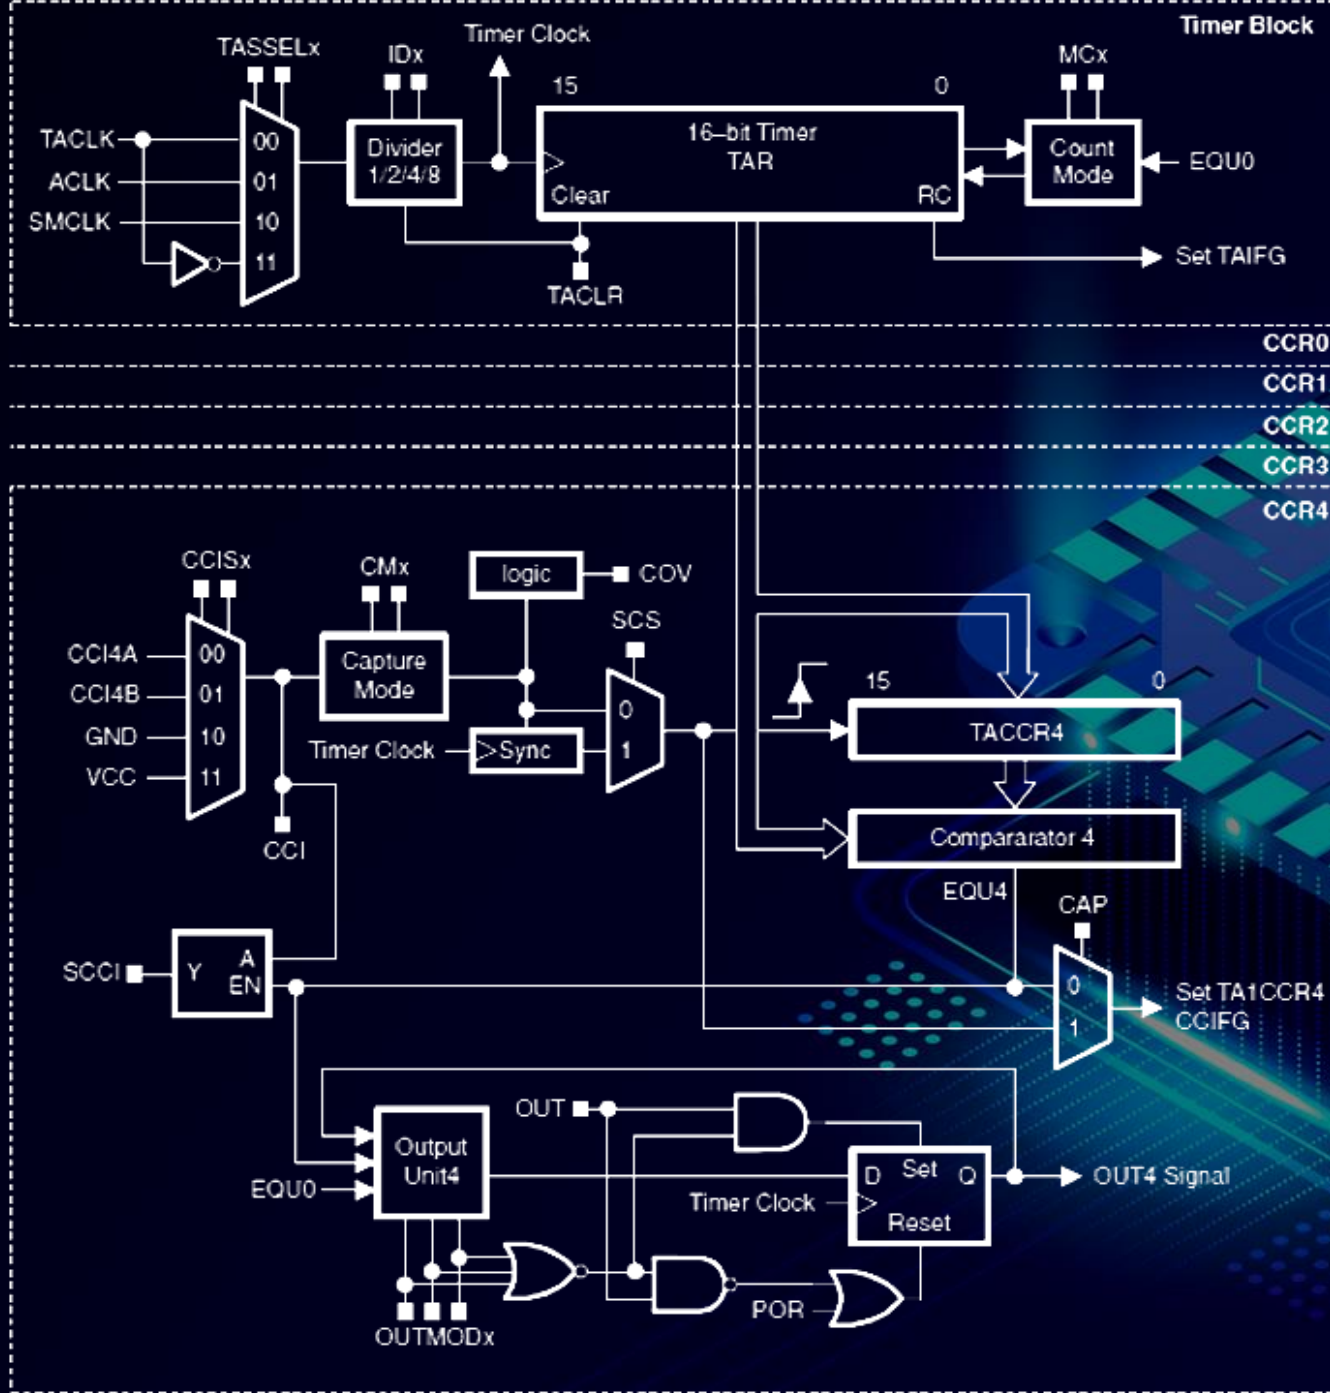 Timer Block
Timer Clock
TASSELx
IDx
15
0
MCx
TACLK
ACLK
SMCLK
00
01
10
11
Divider
1/2/4/8
16–bit Timer
TAR
Clear
RC
Count
Mode
EQU0
Set TAIFG
TACLR
CCR0
CCR1
CCR2
CCR3
CCR4
CCISx
CMx
logic
COV
SCS
CCI4A
CCI4B
GND
VCC
00
01
10
11
Capture
Mode
Timer Clock
Sync
0
1
15
0
TACCR4
Compararator 4
CCI
EQU4
CAP
SCCI
Y
A
EN
0
1
Set TA1CCR4
CCIFG
OUT
Output
Unit4
EQU0
D
Set
Q
Timer Clock
Reset
OUT4 Signal
POR
OUTMODx